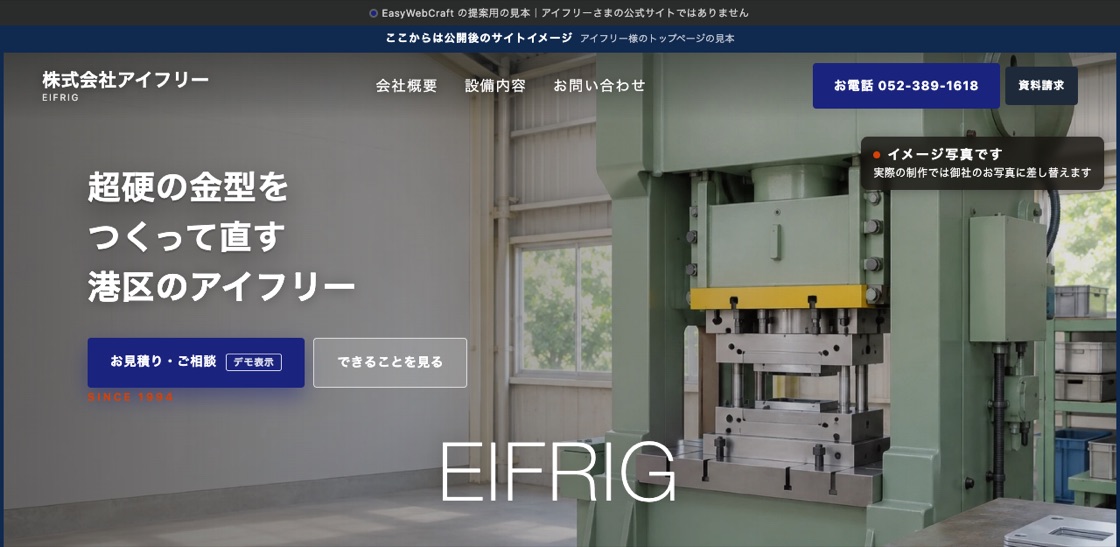 EasyWebCraft の提案用の見本｜アイフリーさまの公式サイトではありません
ここからは公開後のサイトイメージ アイフリー様のトップページの見本
株式会社アイフリー
EIFRIG
会社概要 設備内容 お問い合わせ
お電話 052-389-1618
資料請求
イメージ写真です
実際の制作では御社のお写真に差し替えます
超硬の金型を
つくって直す
港区のアイフリー
お見積り・ご相談 デモ表示
できることを見る
SINCE 1994
EIFRIG